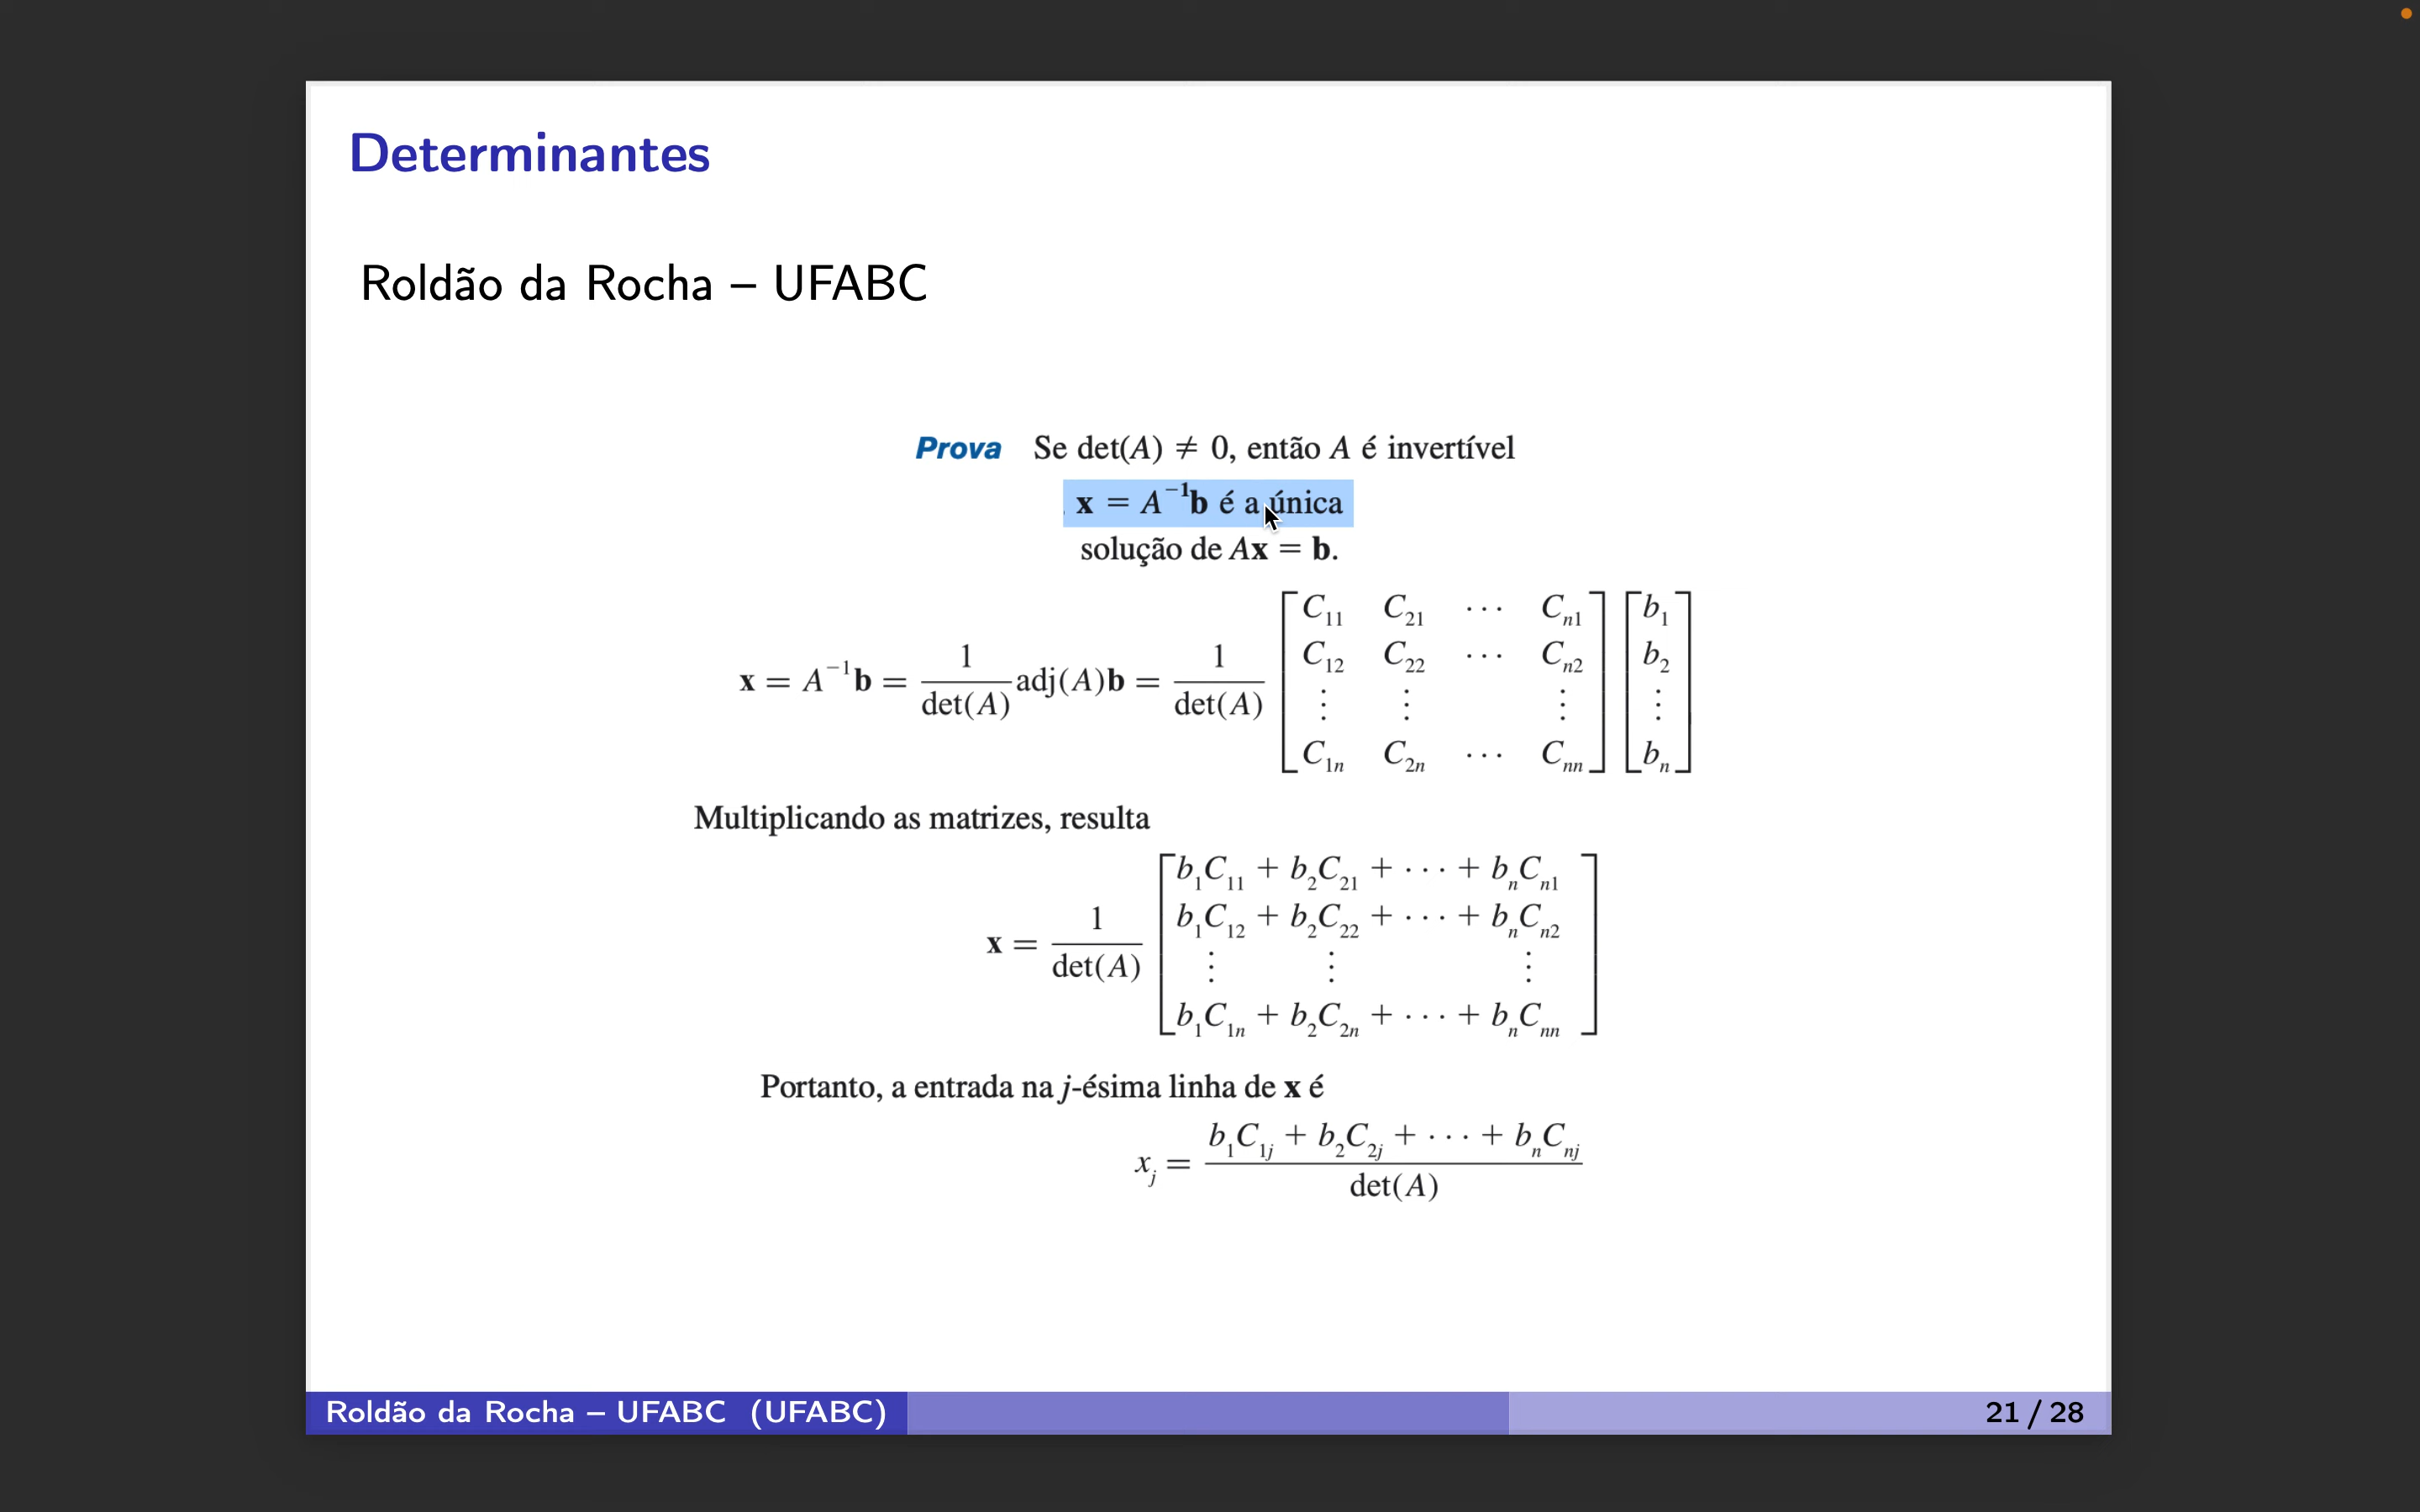 Determinantes
Roldão da Rocha – UFABC
Prova Se det(A) ≠ 0, então A é invertível
x = A⁻¹b é a única
solução de Ax = b.
x = A⁻¹b = 1/det(A) adj(A)b = 1/det(A) [C₁₁ C₂₁ ··· Cₙ₁; C₁₂ C₂₂ ··· Cₙ₂; ⋮ ⋮ ⋮; C₁ₙ C₂ₙ ··· Cₙₙ] [b₁; b₂; ⋮; bₙ]
Multiplicando as matrizes, resulta
x = 1/det(A) [b₁C₁₁ + b₂C₂₁ + ··· + bₙCₙ₁; b₁C₁₂ + b₂C₂₂ + ··· + bₙCₙ₂; ⋮ ⋮ ⋮; b₁C₁ₙ + b₂C₂ₙ + ··· + bₙCₙₙ]
Portanto, a entrada na j-ésima linha de x é
xⱼ = (b₁C₁ⱼ + b₂C₂ⱼ + ··· + bₙCₙⱼ)/det(A)
Roldão da Rocha – UFABC (UFABC) 21 / 28